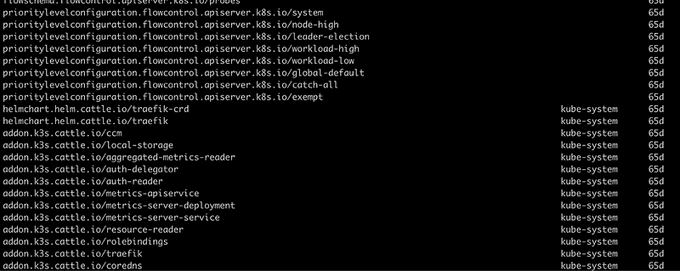 flowschema.flowcontrol.apiserver.k8s.io/probes 65d
prioritylevelconfiguration.flowcontrol.apiserver.k8s.io/system 65d
prioritylevelconfiguration.flowcontrol.apiserver.k8s.io/node-high 65d
prioritylevelconfiguration.flowcontrol.apiserver.k8s.io/leader-election 65d
prioritylevelconfiguration.flowcontrol.apiserver.k8s.io/workload-high 65d
prioritylevelconfiguration.flowcontrol.apiserver.k8s.io/workload-low 65d
prioritylevelconfiguration.flowcontrol.apiserver.k8s.io/global-default 65d
prioritylevelconfiguration.flowcontrol.apiserver.k8s.io/catch-all 65d
prioritylevelconfiguration.flowcontrol.apiserver.k8s.io/exempt 65d
helmchart.helm.cattle.io/traefik-crd kube-system 65d
helmchart.helm.cattle.io/traefik kube-system 65d
addon.k3s.cattle.io/ccm kube-system 65d
addon.k3s.cattle.io/local-storage kube-system 65d
addon.k3s.cattle.io/aggregated-metrics-reader kube-system 65d
addon.k3s.cattle.io/auth-delegator kube-system 65d
addon.k3s.cattle.io/auth-reader kube-system 65d
addon.k3s.cattle.io/metrics-apiservice kube-system 65d
addon.k3s.cattle.io/metrics-server-deployment kube-system 65d
addon.k3s.cattle.io/metrics-server-service kube-system 65d
addon.k3s.cattle.io/resource-reader kube-system 65d
addon.k3s.cattle.io/rolebindings kube-system 65d
addon.k3s.cattle.io/traefik kube-system 65d
addon.k3s.cattle.io/coredns kube-system 65d